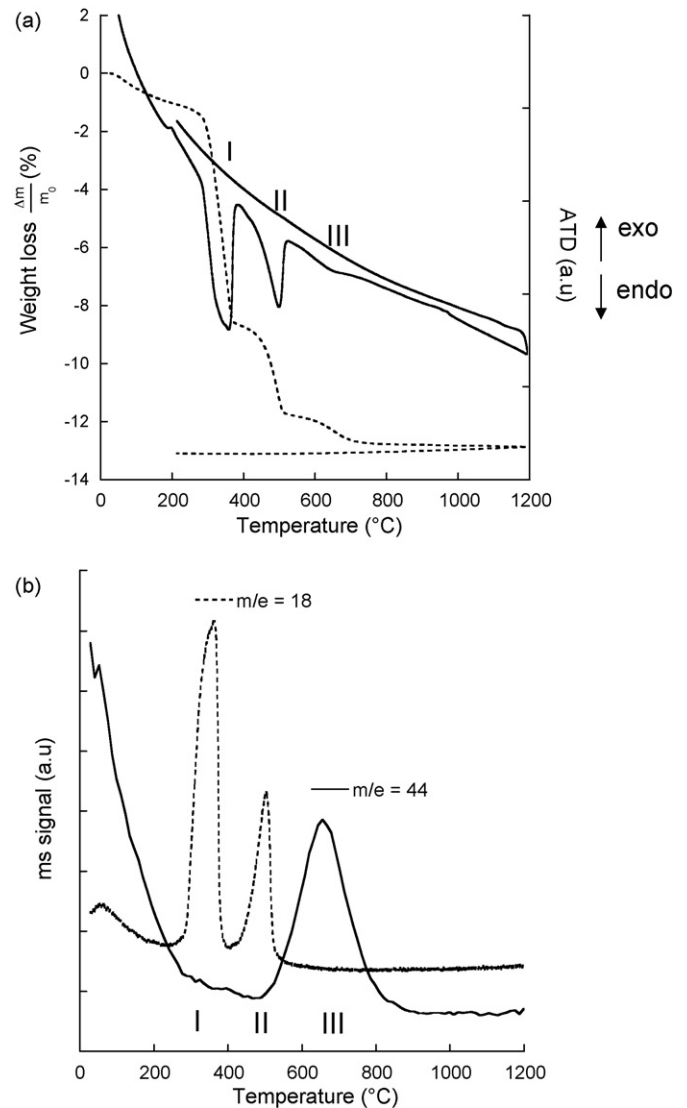 (a)
2
0
-2
-4
-6
-8
-10
-12
-14
Weight loss Δm/m₀ (%)
I
II
III
ATD (a.u)
exo
endo
0 200 400 600 800 1000 1200
Temperature (°C)
(b)
m/e = 18
m/e = 44
ms signal (a.u)
I II III
0 200 400 600 800 1000 1200
Temperature (°C)